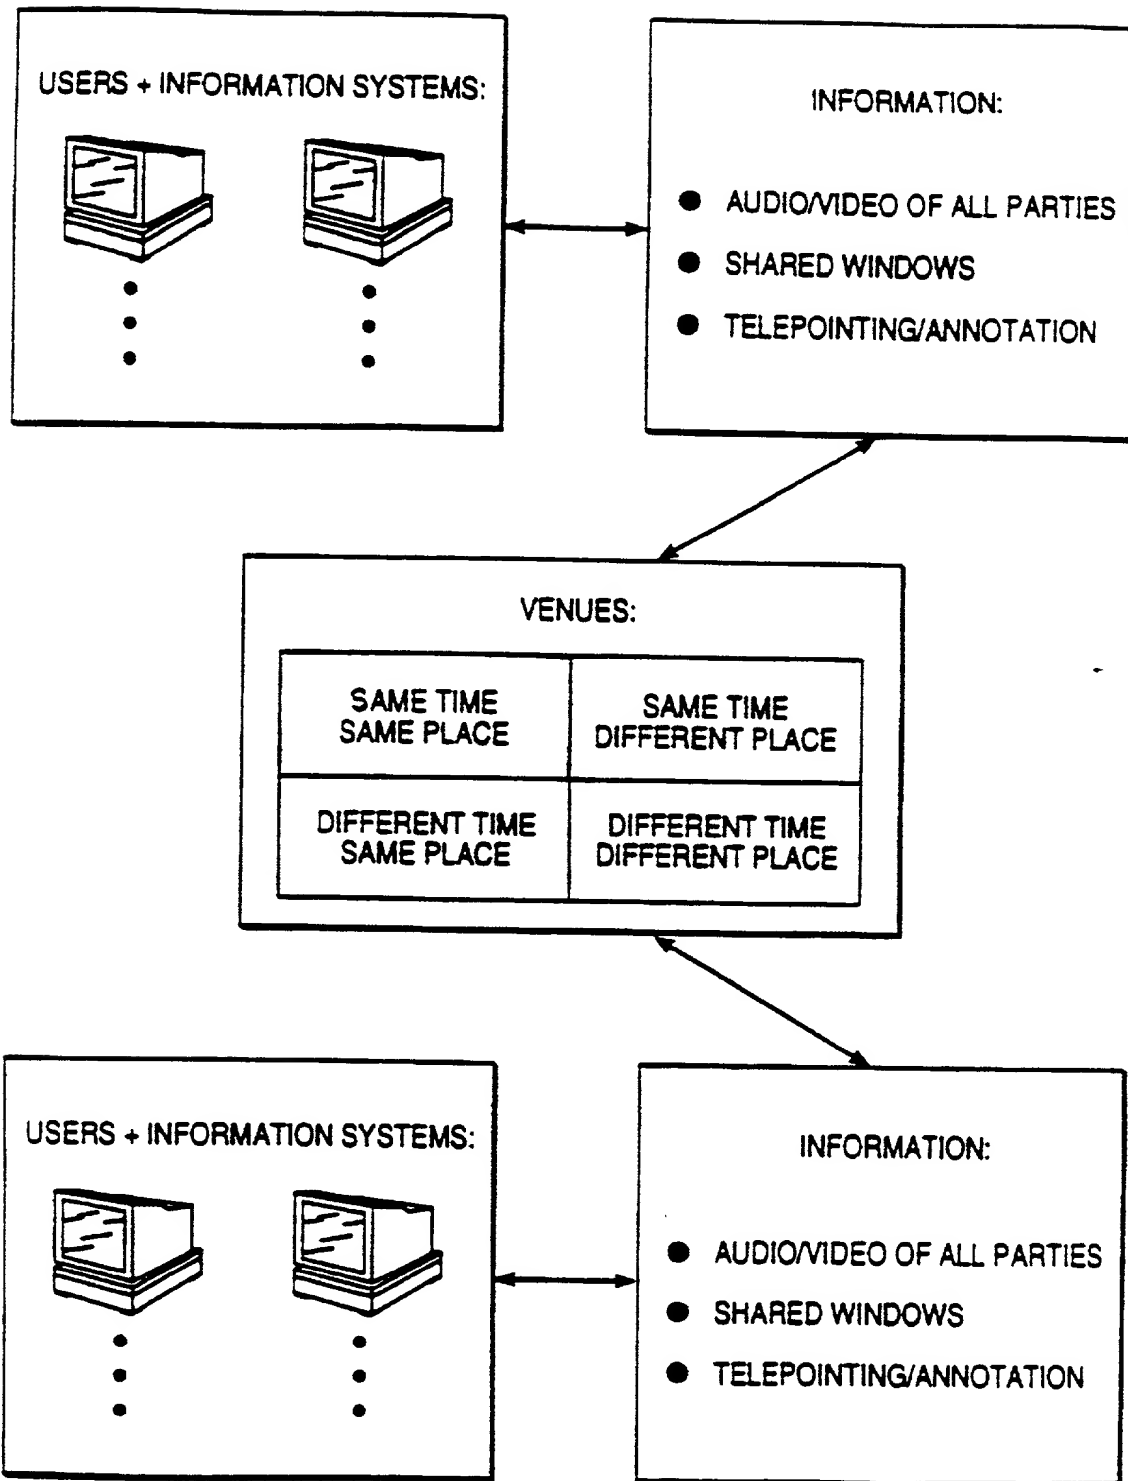 USERS + INFORMATION SYSTEMS:
INFORMATION:
● AUDIO/VIDEO OF ALL PARTIES
● SHARED WINDOWS
● TELEPOINTING/ANNOTATION
VENUES:
SAME TIME
SAME PLACE
SAME TIME
DIFFERENT PLACE
DIFFERENT TIME
SAME PLACE
DIFFERENT TIME
DIFFERENT PLACE
USERS + INFORMATION SYSTEMS:
INFORMATION:
● AUDIO/VIDEO OF ALL PARTIES
● SHARED WINDOWS
● TELEPOINTING/ANNOTATION